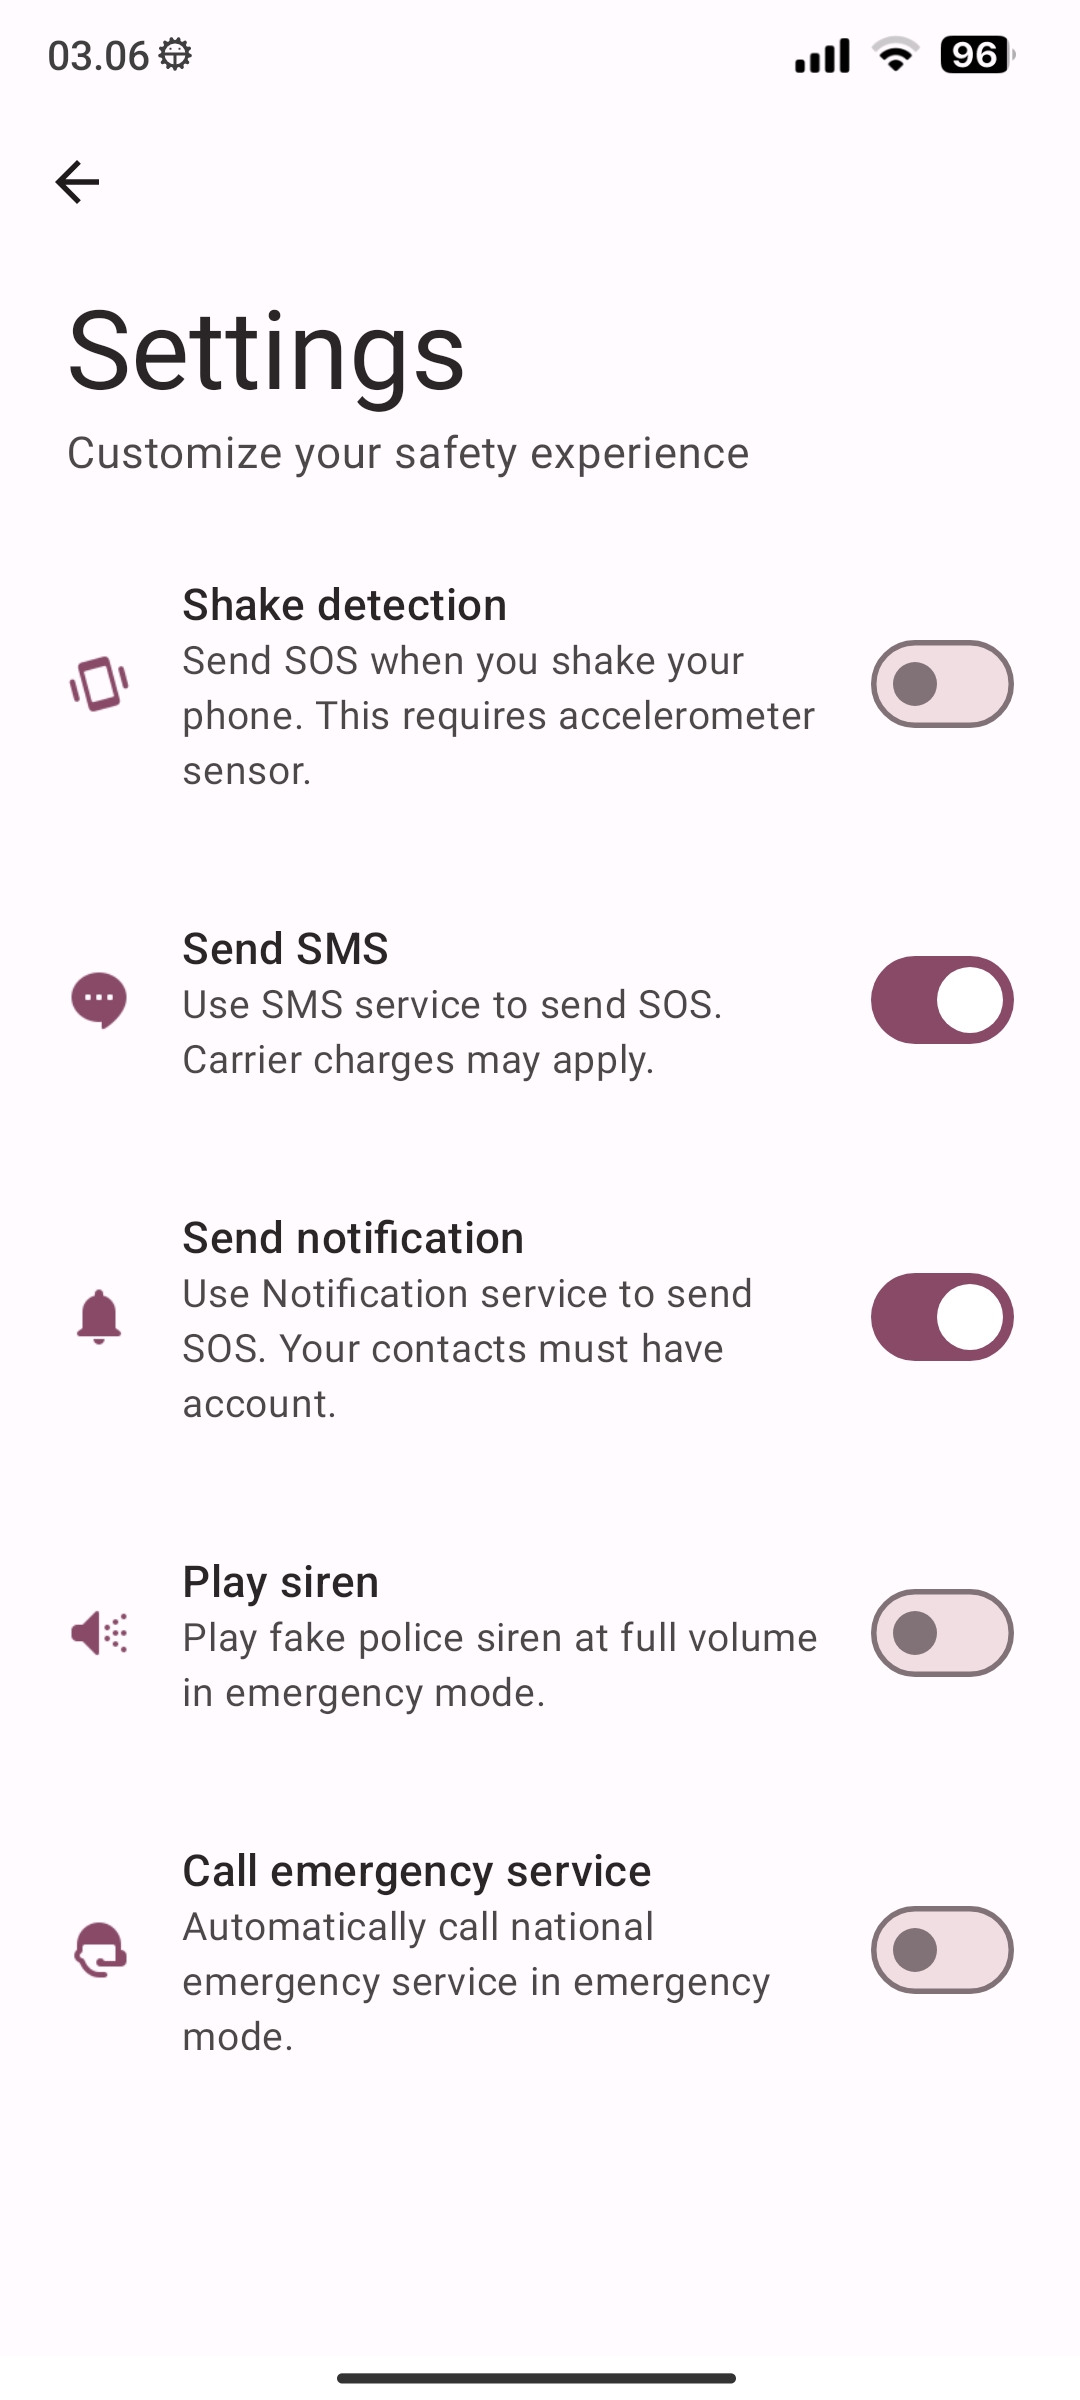 03.06
96
Settings
Customize your safety experience
Shake detection
Send SOS when you shake your
phone. This requires accelerometer
sensor.
Send SMS
Use SMS service to send SOS.
Carrier charges may apply.
Send notification
Use Notification service to send
SOS. Your contacts must have
account.
Play siren
Play fake police siren at full volume
in emergency mode.
Call emergency service
Automatically call national
emergency service in emergency
mode.